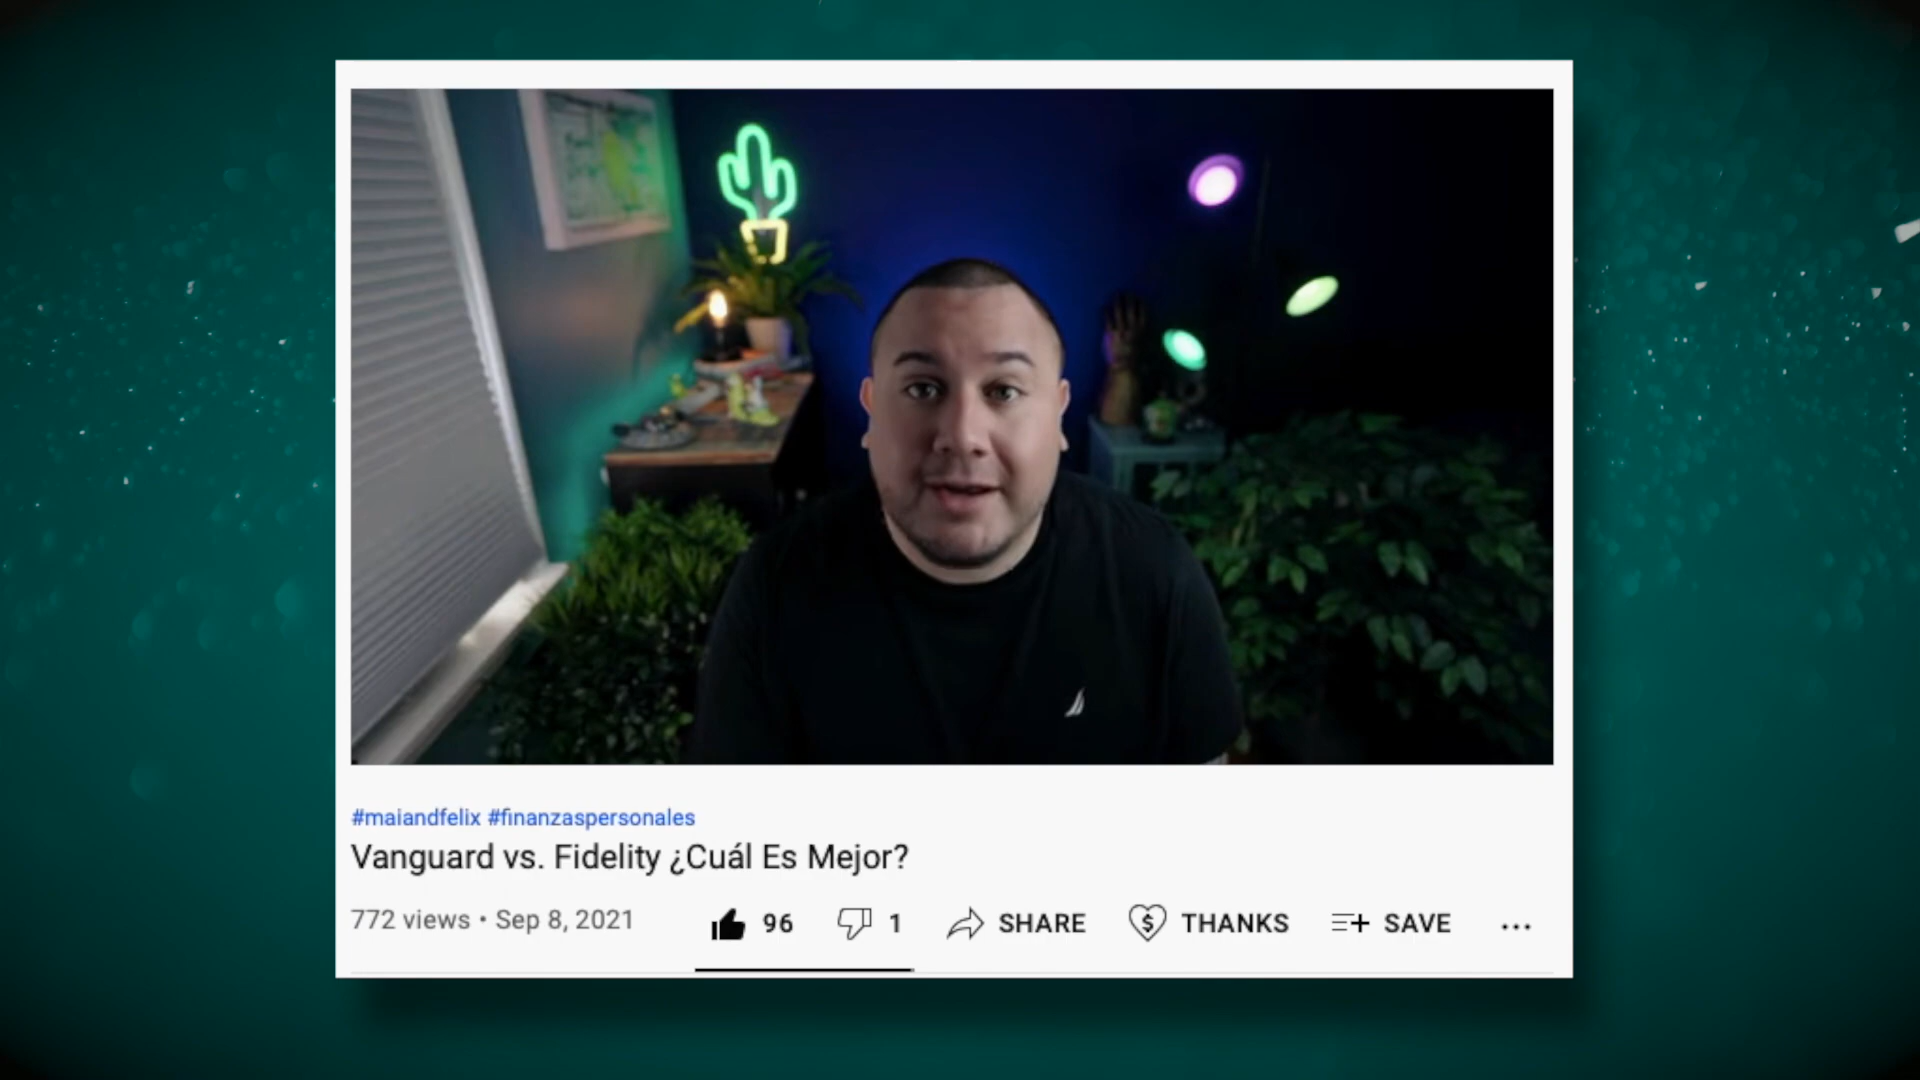 #maiandfelix #finanzaspersonales
Vanguard vs. Fidelity ¿Cuál Es Mejor?
772 views • Sep 8, 2021 96 1 SHARE THANKS SAVE ...